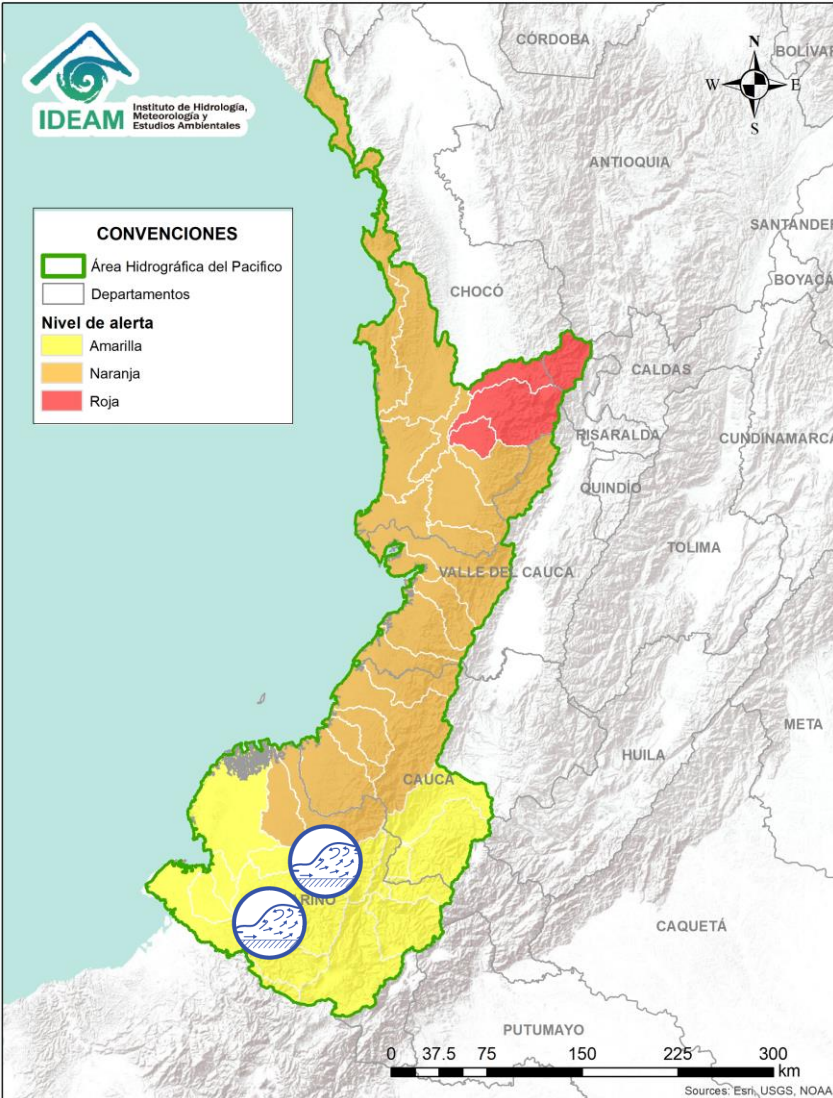 IDEAM
Instituto de Hidrología,
Meteorología y
Estudios Ambientales
N
W
E
S
CÓRDOBA
BOLÍVAR
ANTIOQUIA
SANTANDER
BOYACÁ
CHOCÓ
CALDAS
RISARALDA
CUNDINAMARCA
QUINDÍO
TOLIMA
VALLE DEL CAUCA
META
HUILA
CAUCA
ARIÑO
CAQUETÁ
PUTUMAYO
CONVENCIONES
Área Hidrográfica del Pacifico
Departamentos
Nivel de alerta
Amarilla
Naranja
Roja
0 37.5 75 150 225 300
km
Sources: Esri, USGS, NOAA